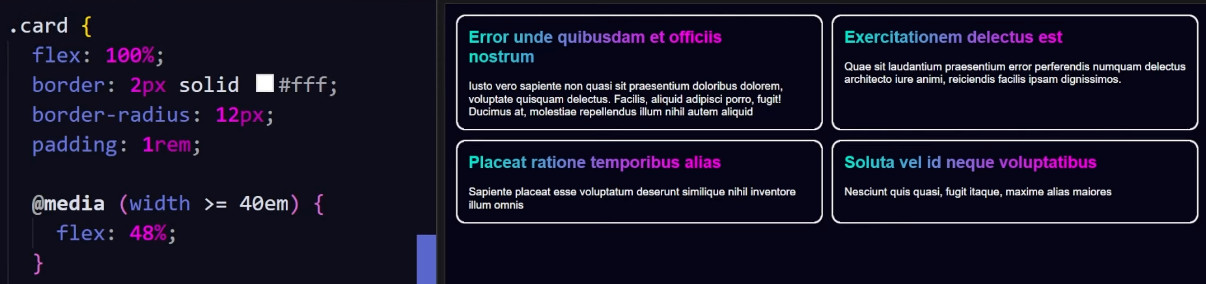 .card {
flex: 100%;
border: 2px solid #fff;
border-radius: 12px;
padding: 1rem;
@media (width >= 40em) {
flex: 48%;
}
Error unde quibusdam et officiis
nostrum
Iusto vero sapiente non quasi sit praesentium doloribus dolorem,
voluptate quisquam delectus. Facilis, aliquid adipisci porro, fugit!
Ducimus at, molestiae repellendus illum nihil autem aliquid
Exercitationem delectus est
Quae sit laudantium praesentium error perferendis numquam delectus
architecto iure animi, reiciendis facilis ipsam dignissimos.
Placeat ratione temporibus alias
Sapiente placeat esse voluptatum deserunt similique nihil inventore
illum omnis
Soluta vel id neque voluptatibus
Nesciunt quis quasi, fugit itaque, maxime alias maiores